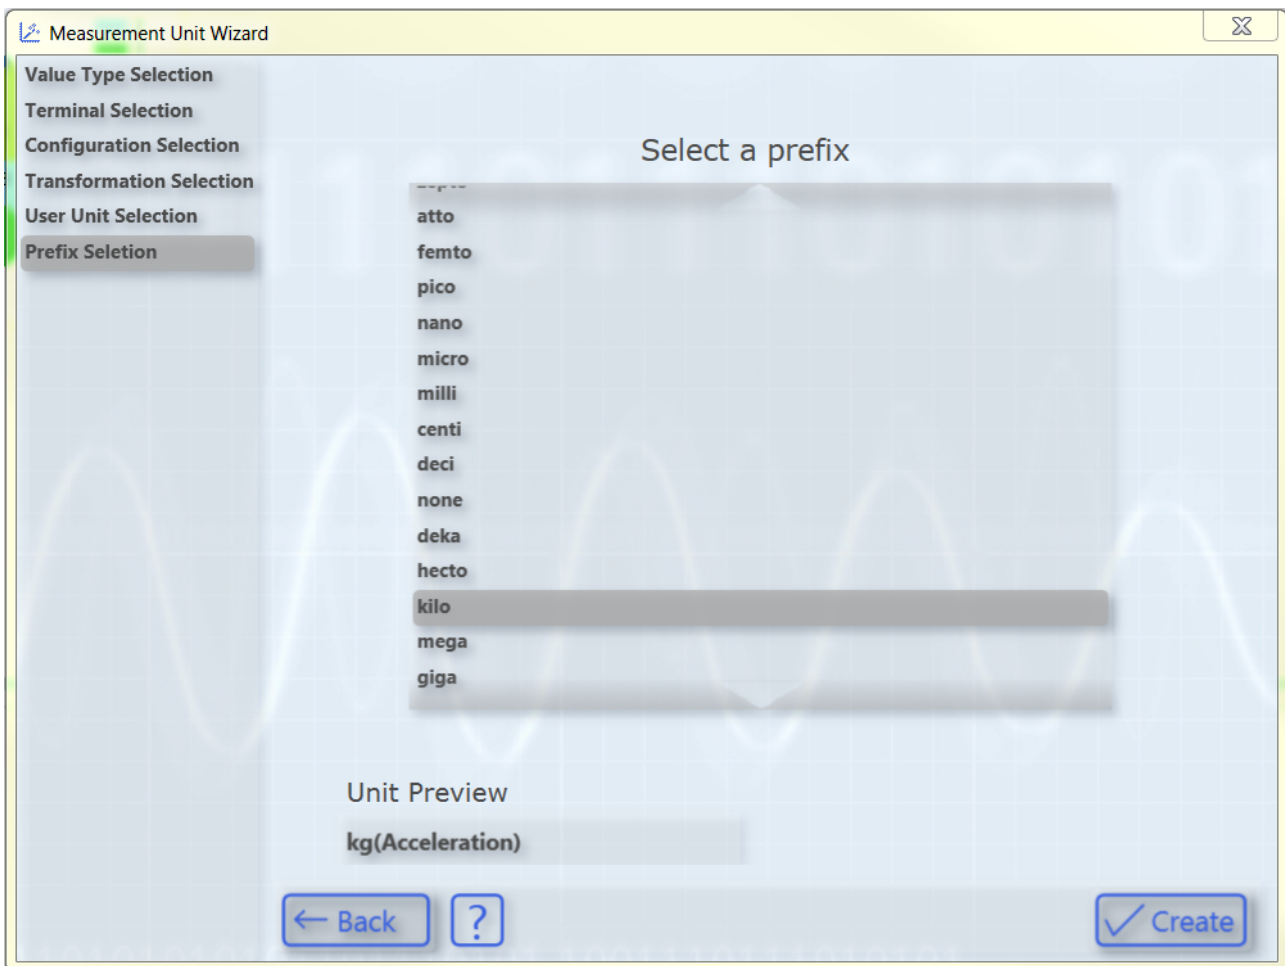 Measurement Unit Wizard
Value Type Selection
Terminal Selection
Configuration Selection
Transformation Selection
User Unit Selection
Prefix Seletion
Select a prefix
atto
femto
pico
nano
micro
milli
centi
deci
none
deka
hecto
kilo
mega
giga
Unit Preview
kg(Acceleration)
← Back
?
Create